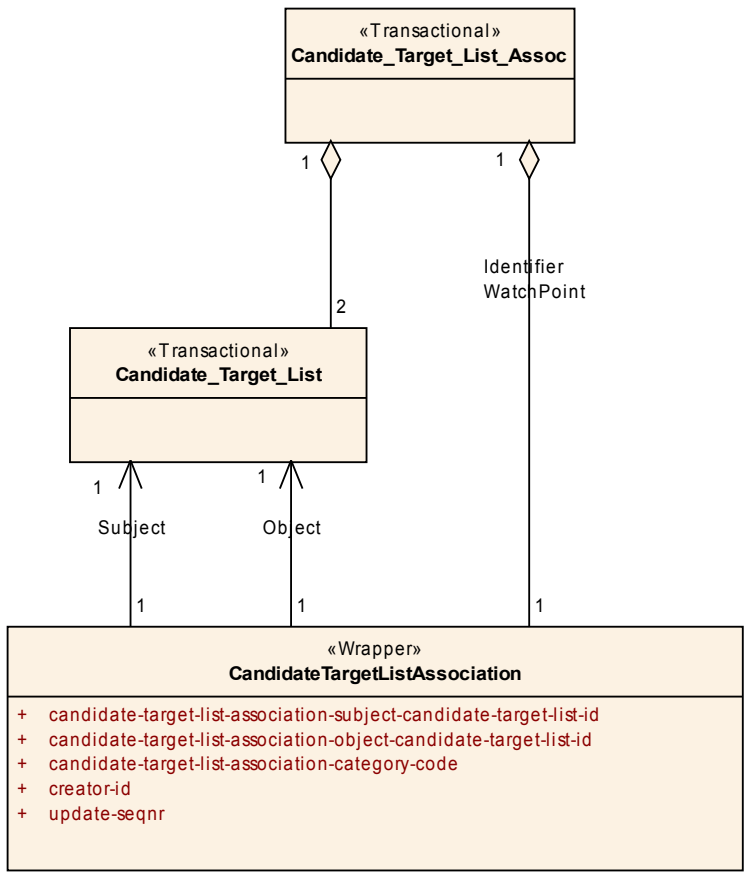 «Transactional»
Candidate_Target_List_Assoc
1
1
Identifier
WatchPoint
2
«Transactional»
Candidate_Target_List
1
1
Subject
Object
1
1
1
«Wrapper»
CandidateTargetListAssociation
+ candidate-target-list-association-subject-candidate-target-list-id
+ candidate-target-list-association-object-candidate-target-list-id
+ candidate-target-list-association-category-code
+ creator-id
+ update-seqnr